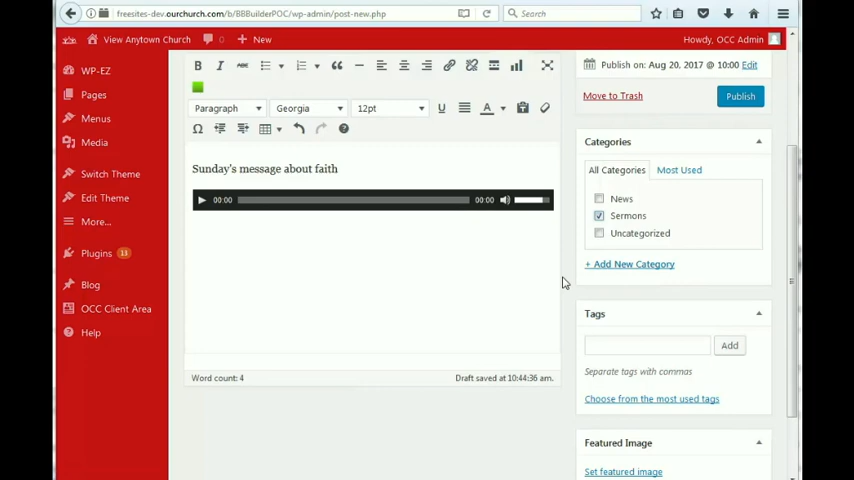 freesites-dev.ourchurch.com/b/BBBuilderPOC/wp-admin/post-new.php
Search
View Anytown Church
0
New
Howdy, OCC Admin
WP-EZ
Pages
Menus
Media
Switch Theme
Edit Theme
More...
Plugins 13
Blog
OCC Client Area
Help
B I ABC
Paragraph Georgia 12pt U A
Ω
Sunday's message about faith
00:00 00:00
Word count: 4 Draft saved at 10:44:36 am.
Publish on: Aug 20, 2017 @ 10:00 Edit
Move to Trash Publish
Categories
All Categories Most Used
News
Sermons
Uncategorized
+ Add New Category
Tags
Add
Separate tags with commas
Choose from the most used tags
Featured Image
Set featured image